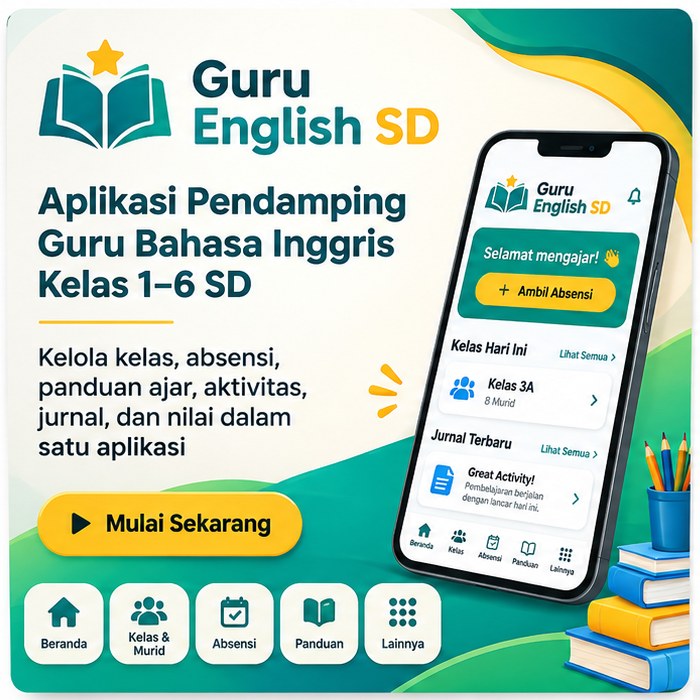 Guru
English SD
Aplikasi Pendamping
Guru Bahasa Inggris
Kelas 1–6 SD
Kelola kelas, absensi,
panduan ajar, aktivitas,
jurnal, dan nilai dalam
satu aplikasi
Mulai Sekarang
Beranda
Kelas &
Murid
Absensi
Panduan
Lainnya
Guru
English SD
Selamat mengajar! 👋
+ Ambil Absensi
Kelas Hari Ini
Lihat Semua >
Kelas 3A
8 Murid
Jurnal Terbaru
Lihat Semua >
Great Activity!
Pembelajaran berjalan
dengan lancar hari ini.
Beranda
Kelas
Absensi
Panduan
Lainnya